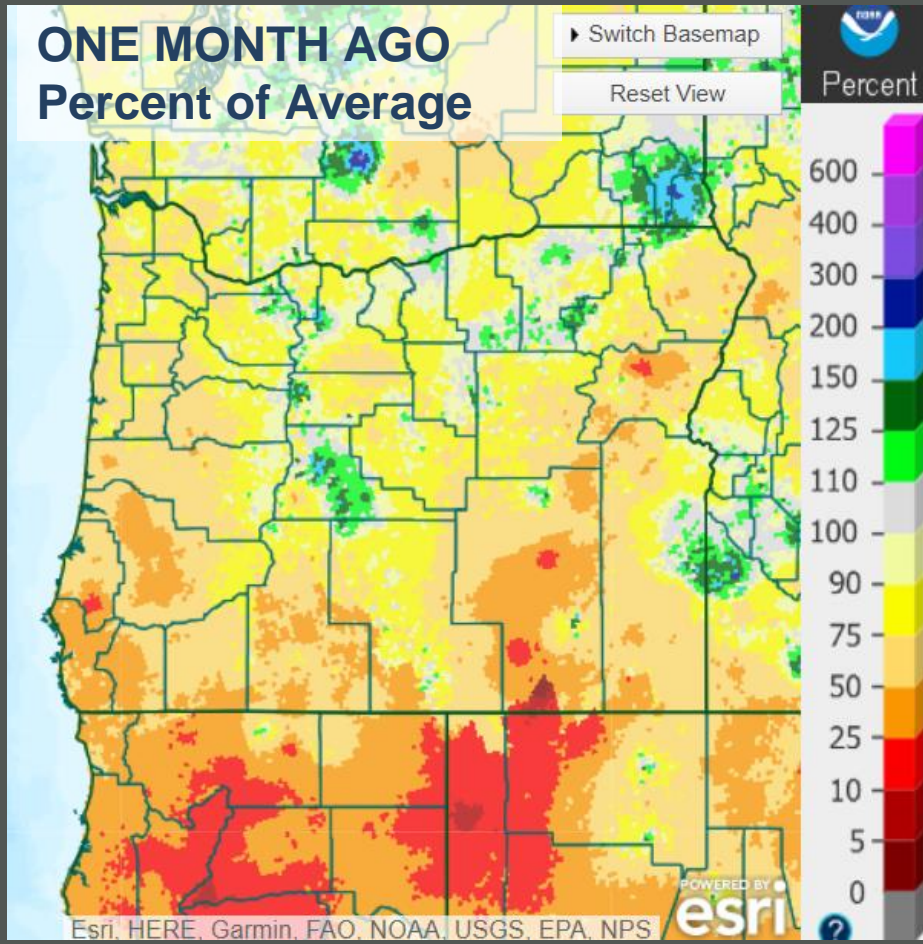 ONE MONTH AGO
Percent of Average
Switch Basemap
Reset View
NOAA
Percent
600
400
300
200
150
125
110
100
90
75
50
25
10
5
0
POWERED BY
esri
Esri, HERE, Garmin, FAO, NOAA, USGS, EPA, NPS
?